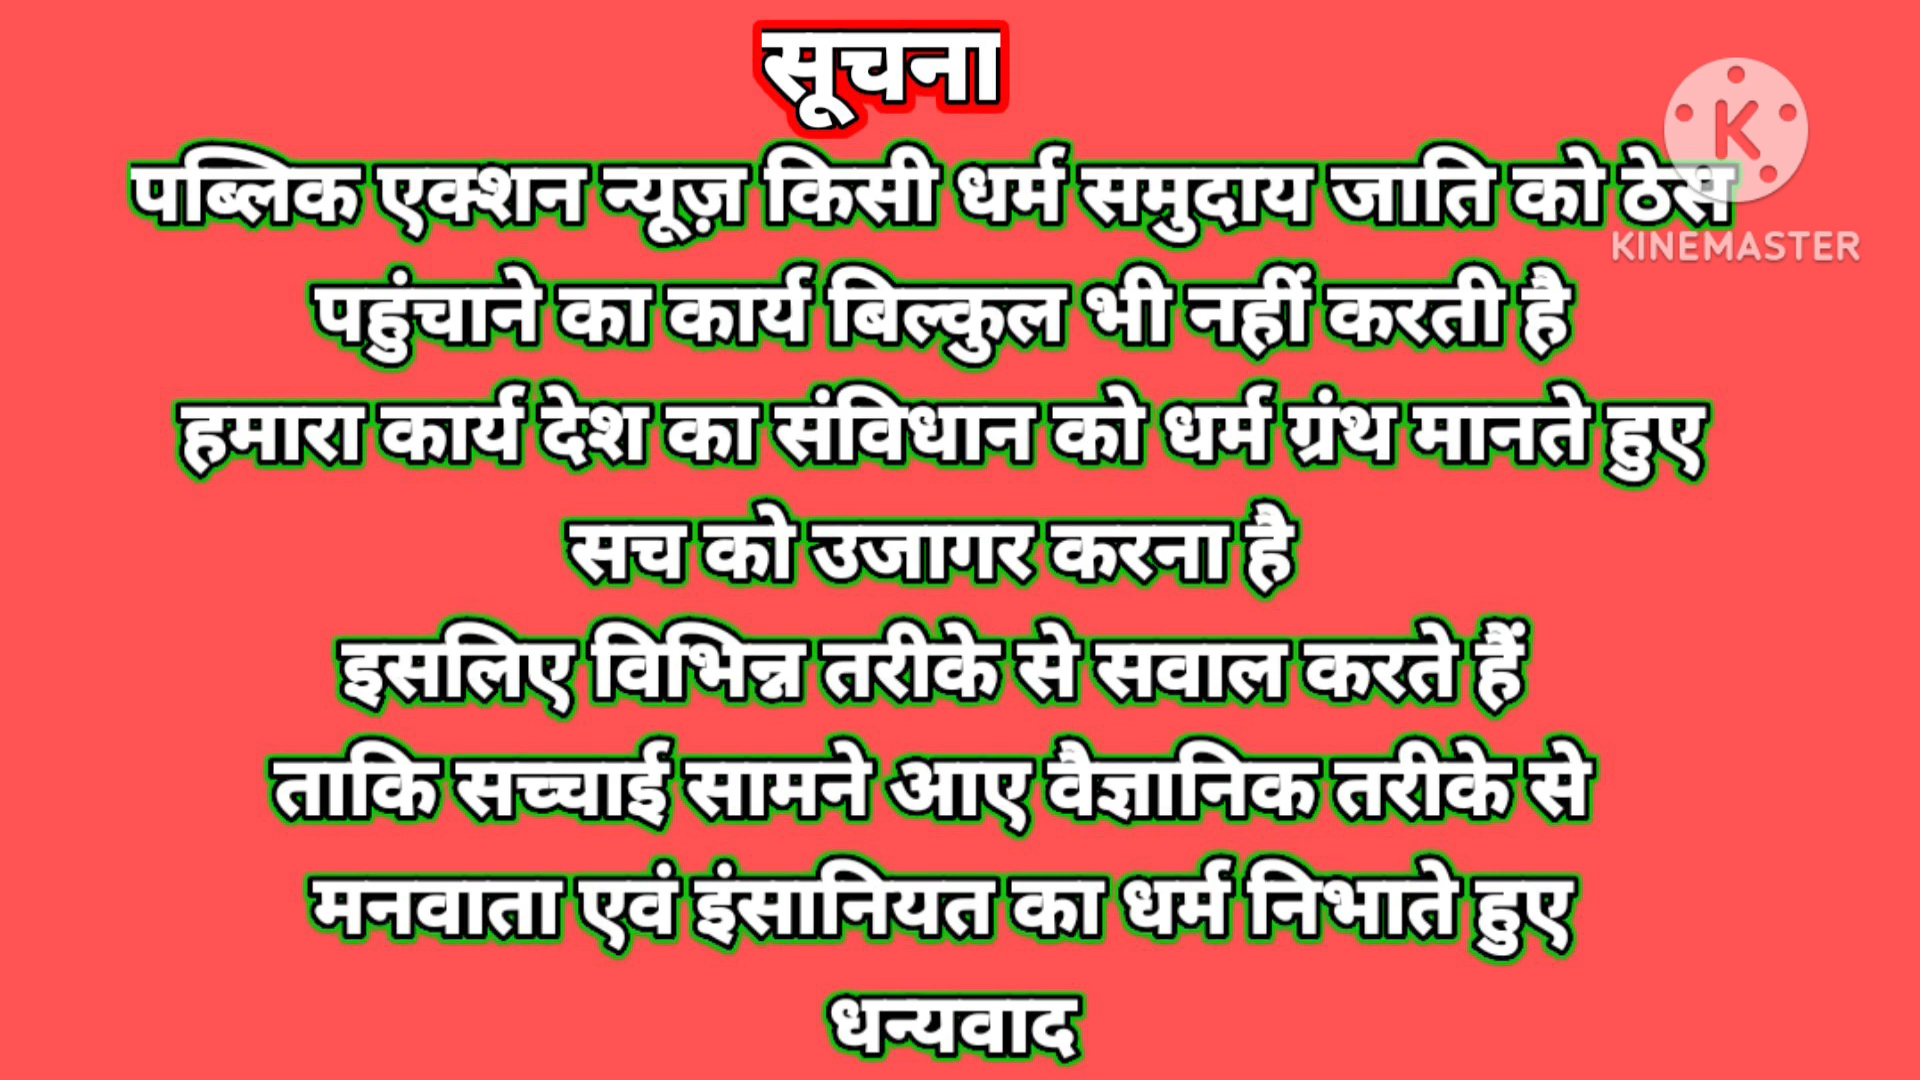 सूचना
पब्लिक एक्शन न्यूज़ किसी धर्म समुदाय जाति को ठेस
पहुंचाने का कार्य बिल्कुल भी नहीं करती है
हमारा कार्य देश का संविधान को धर्म ग्रंथ मानते हुए
सच को उजागर करना है
इसलिए विभिन्न तरीके से सवाल करते हैं
ताकि सच्चाई सामने आए वैज्ञानिक तरीके से
मनवाता एवं इंसानियत का धर्म निभाते हुए
धन्यवाद
K
KINEMASTER